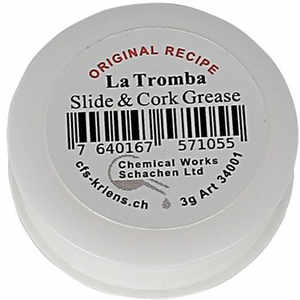 ORIGINAL RECIPE
La Tromba
Slide & Cork Grease
7 640167 571055
Chemical Works
Schachen Ltd
cfs-kriens.ch
3g Art 34001